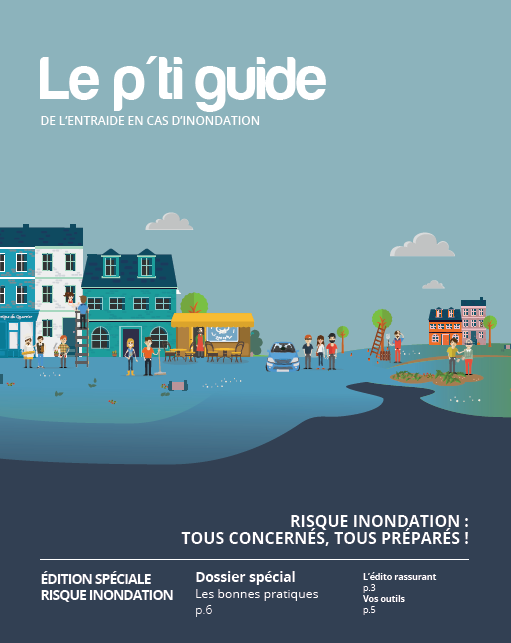 Le p'ti guide
DE L'ENTRAIDE EN CAS D'INONDATION
RISQUE INONDATION :
TOUS CONCERNÉS, TOUS PRÉPARÉS !
ÉDITION SPÉCIALE
RISQUE INONDATION
Dossier spécial
Les bonnes pratiques
p.6
L'édito rassurant
p.3
Vos outils
p.5